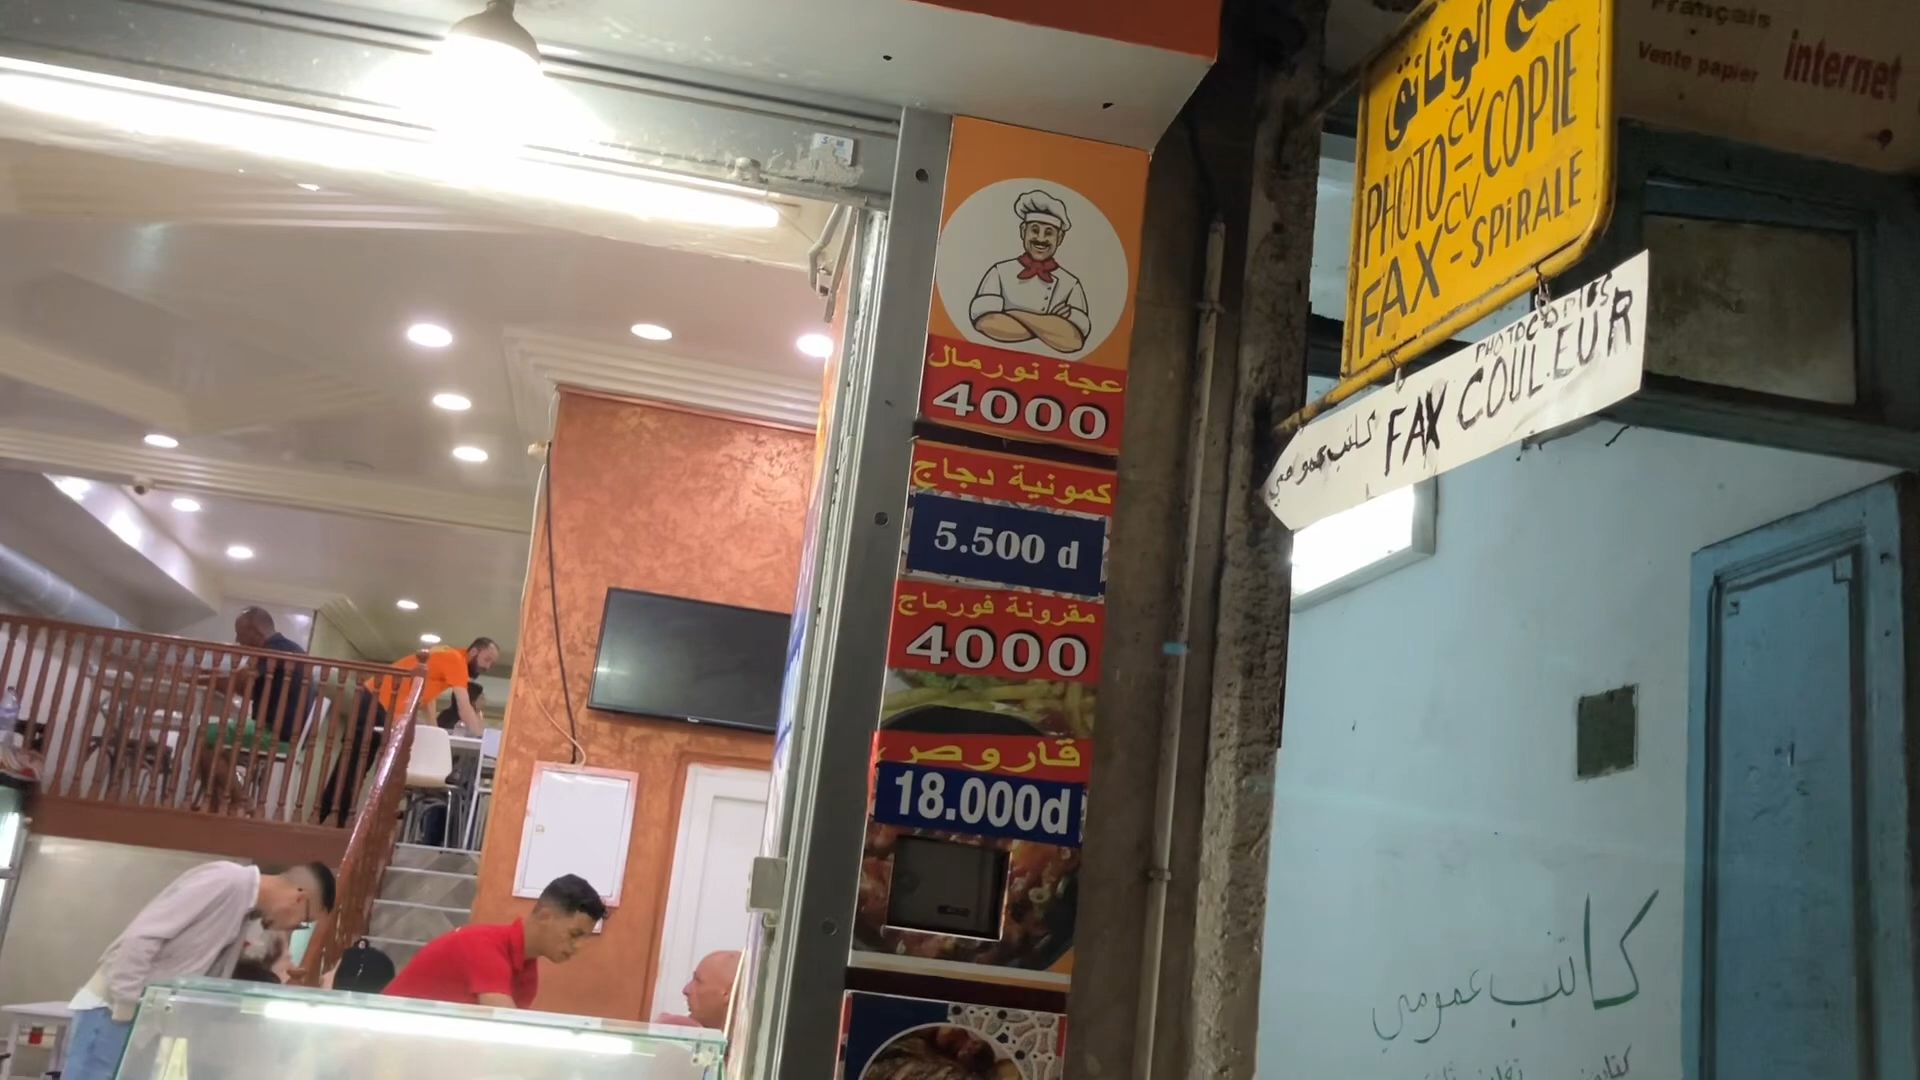 عجة نورمال
4000
كمونية دجاج
5.500 d
مقرونة فورماج
4000
قاروص
18.000d
الوثائق
CV
PHOTO-COPIE
CV
FAX-SPIRALE
PHOTOCOPIES
كاتب عمومي FAX COULEUR
Français
Vente papier internet
كاتب عمومي